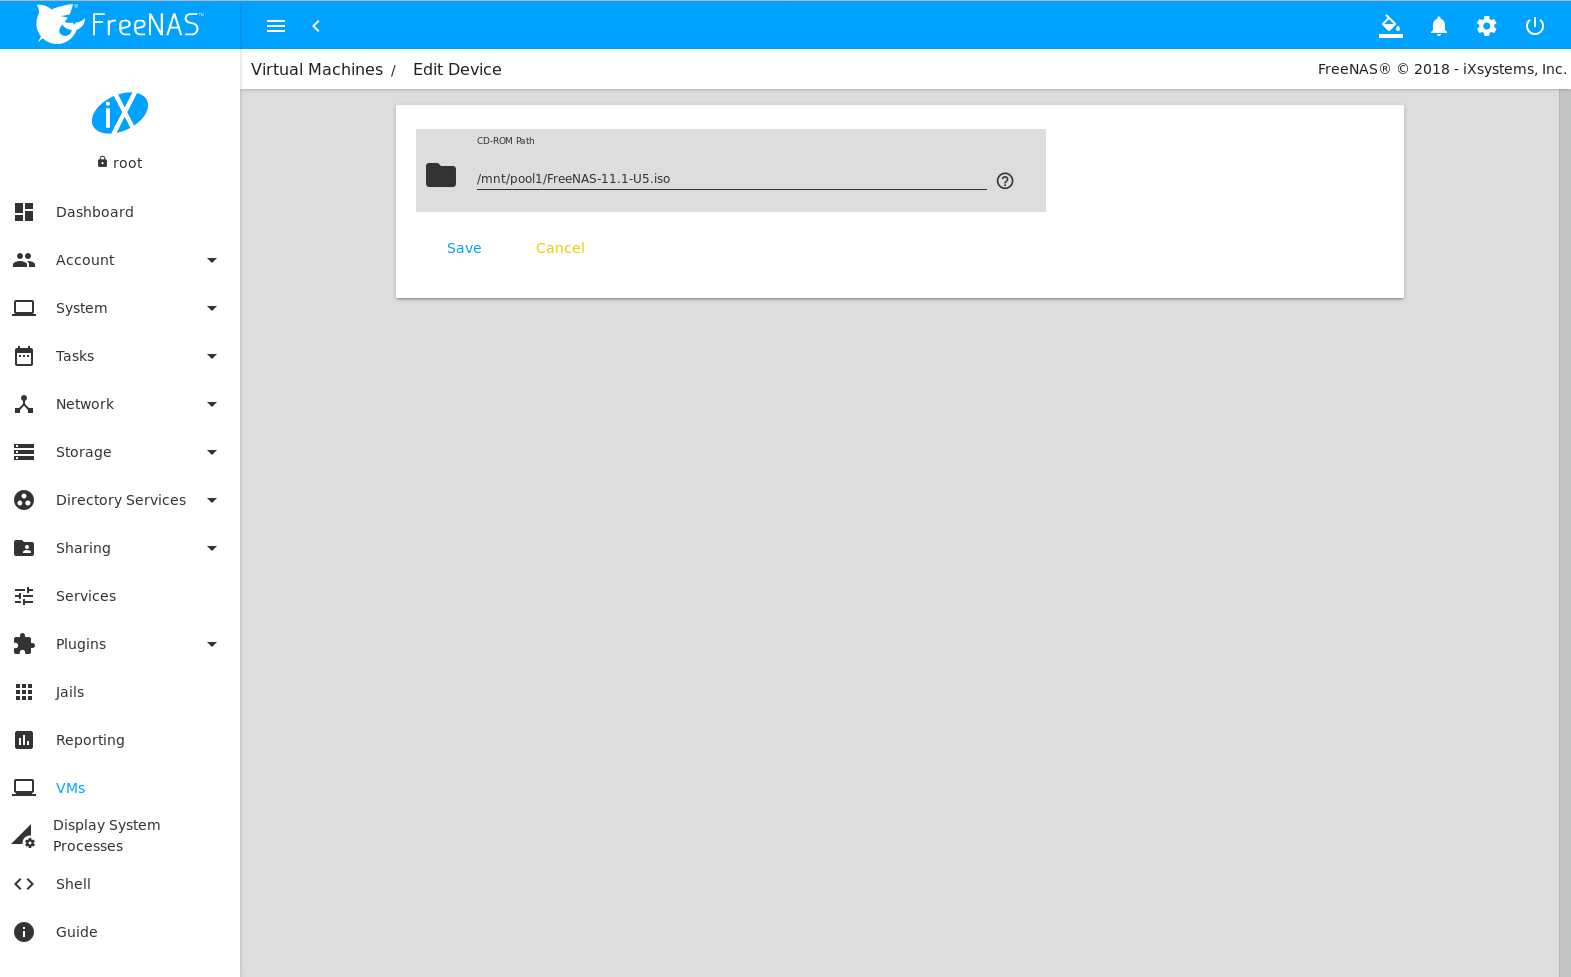 FreeNAS™
Virtual Machines / Edit Device
FreeNAS® © 2018 - iXsystems, Inc.
iX
root
Dashboard
Account
System
Tasks
Network
Storage
Directory Services
Sharing
Services
Plugins
Jails
Reporting
VMs
Display System
Processes
Shell
Guide
CD-ROM Path
/mnt/pool1/FreeNAS-11.1-U5.iso
Save Cancel